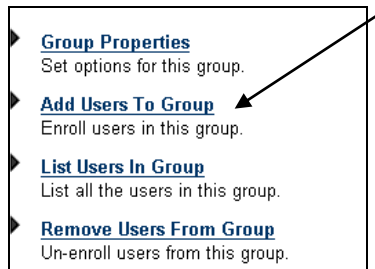 Group Properties
Set options for this group.
Add Users To Group
Enroll users in this group.
List Users In Group
List all the users in this group.
Remove Users From Group
Un-enroll users from this group.